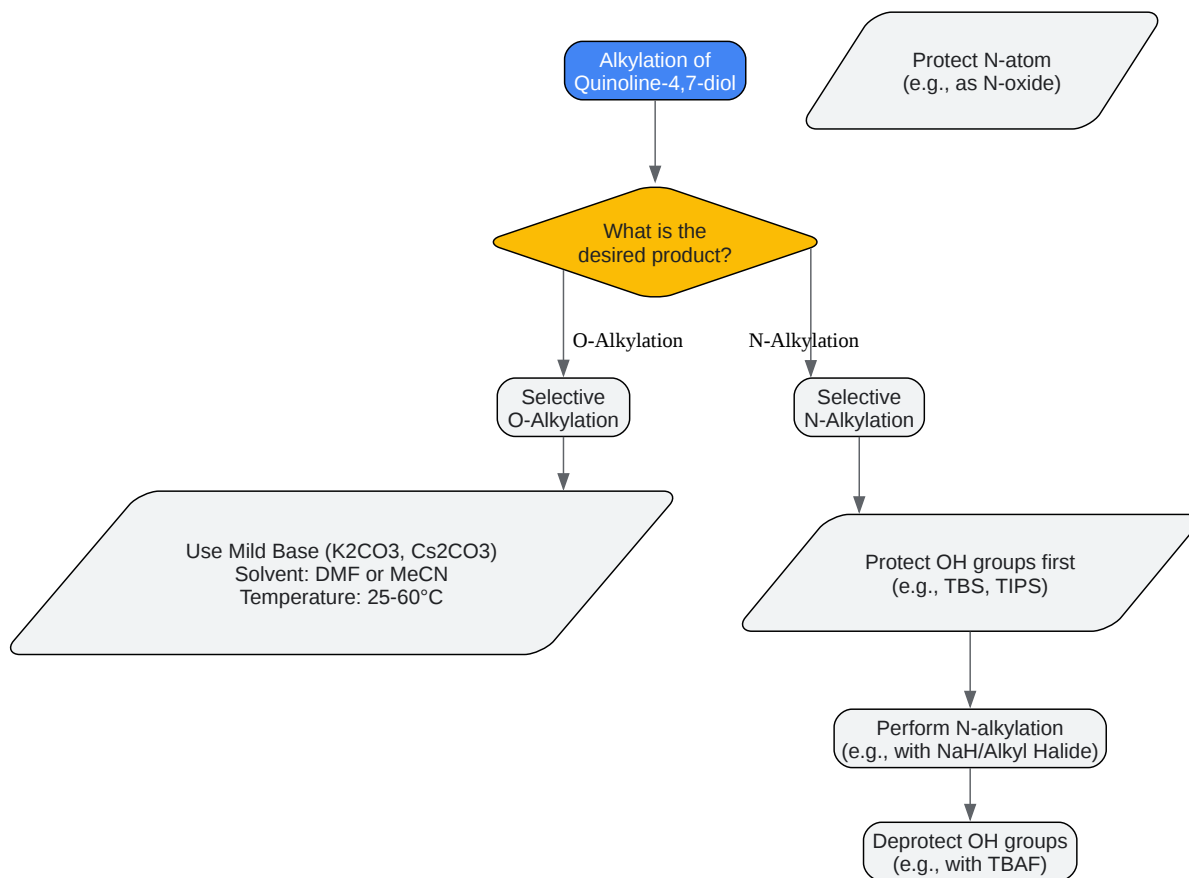 Alkylation of
Quinoline-4,7-diol
Protect N-atom
(e.g., as N-oxide)
What is the
desired product?
O-Alkylation
N-Alkylation
Selective
O-Alkylation
Selective
N-Alkylation
Use Mild Base (K2CO3, Cs2CO3)
Solvent: DMF or MeCN
Temperature: 25-60°C
Protect OH groups first
(e.g., TBS, TIPS)
Perform N-alkylation
(e.g., with NaH/Alkyl Halide)
Deprotect OH groups
(e.g., with TBAF)